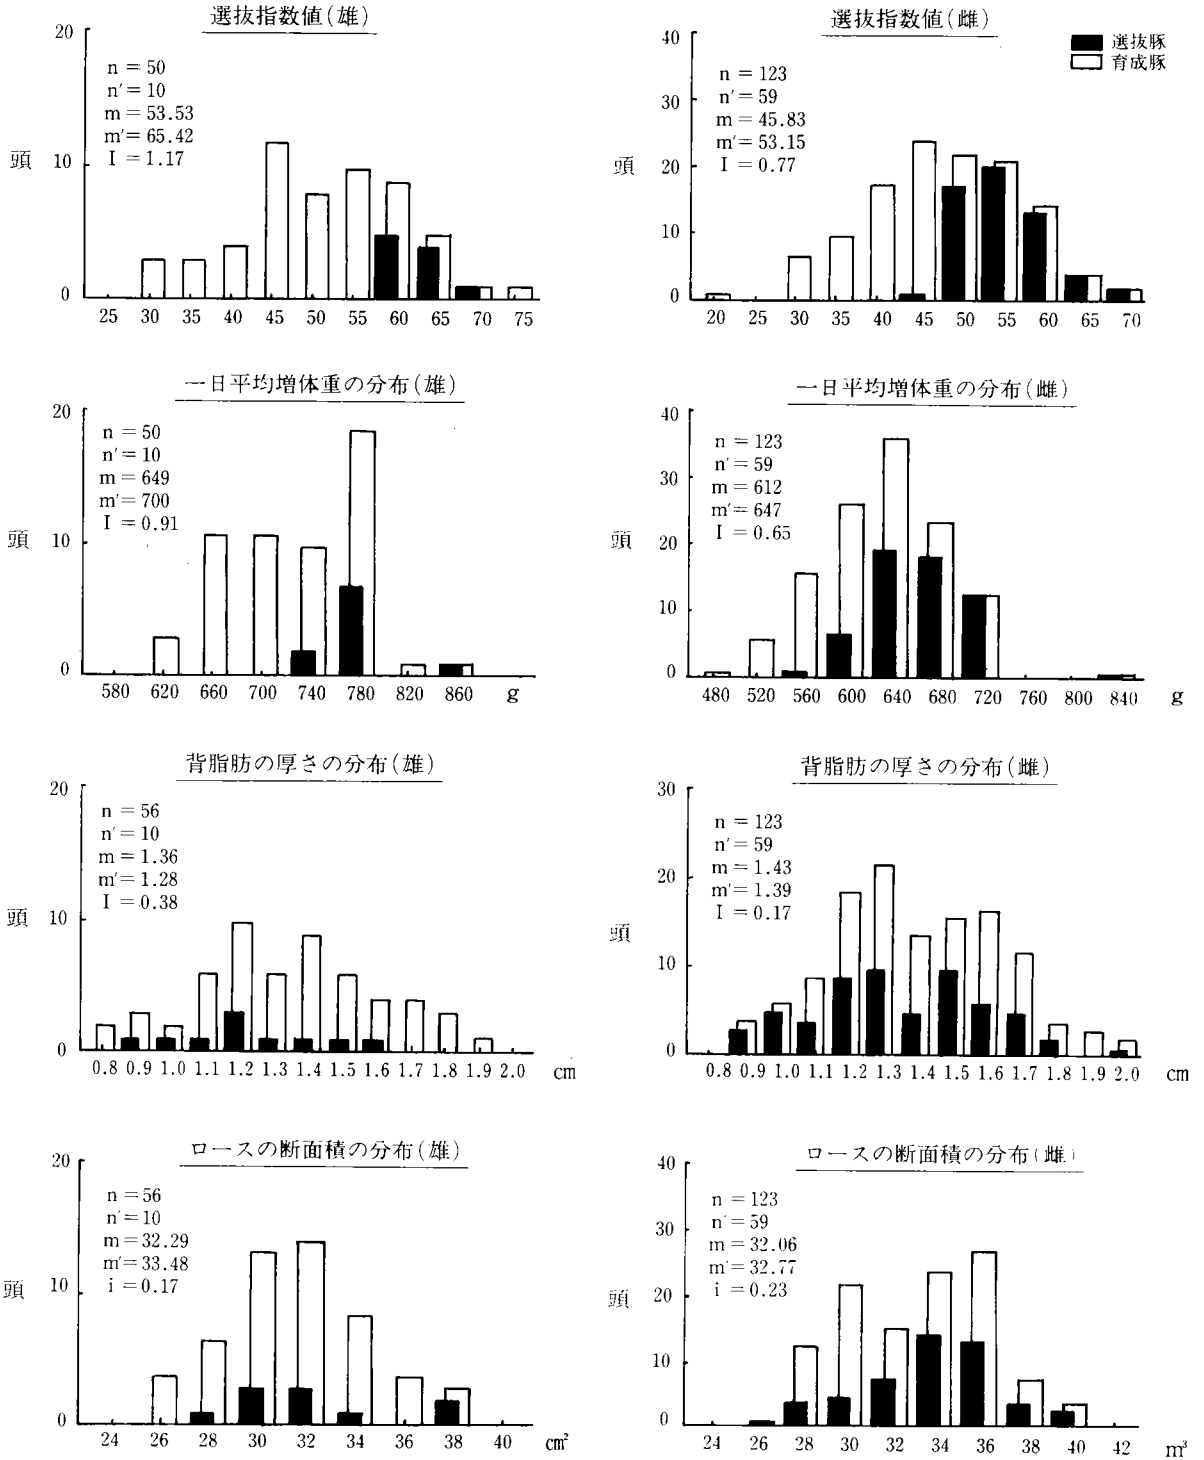 選抜指数値(雄)
20
10
0
頭
n = 50
n′= 10
m = 53.53
m′= 65.42
I = 1.17
25 30 35 40 45 50 55 60 65 70 75
選抜指数値(雌)
選抜豚
育成豚
40
30
20
10
0
頭
n = 123
n′= 59
m = 45.83
m′= 53.15
I = 0.77
20 25 30 35 40 45 50 55 60 65 70
一日平均増体重の分布(雄)
20
10
0
頭
n = 50
n′= 10
m = 649
m′= 700
I = 0.91
580 620 660 700 740 780 820 860 g
一日平均増体重の分布(雌)
40
30
20
10
0
頭
n = 123
n′= 59
m = 612
m′= 647
I = 0.65
480 520 560 600 640 680 720 760 800 840 g
背脂肪の厚さの分布(雄)
20
10
0
頭
n = 56
n′= 10
m = 1.36
m′= 1.28
I = 0.38
0.8 0.9 1.0 1.1 1.2 1.3 1.4 1.5 1.6 1.7 1.8 1.9 2.0 cm
背脂肪の厚さの分布(雌)
30
20
10
0
頭
n = 123
n′= 59
m = 1.43
m′= 1.39
I = 0.17
0.8 0.9 1.0 1.1 1.2 1.3 1.4 1.5 1.6 1.7 1.8 1.9 2.0 cm
ロースの断面積の分布(雄)
20
10
0
頭
n = 56
n′= 10
m = 32.29
m′= 33.48
i = 0.17
24 26 28 30 32 34 36 38 40 cm²
ロースの断面積の分布(雌)
40
30
20
10
0
頭
n = 123
n′= 59
m = 32.06
m′= 32.77
i = 0.23
24 26 28 30 32 34 36 38 40 42 m³